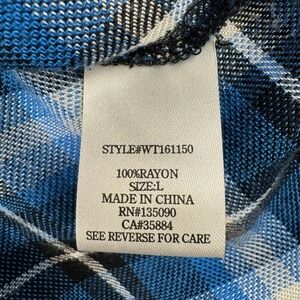 STYLE#WT161150
100%RAYON
SIZE:L
MADE IN CHINA
RN#135090
CA#35884
SEE REVERSE FOR CARE